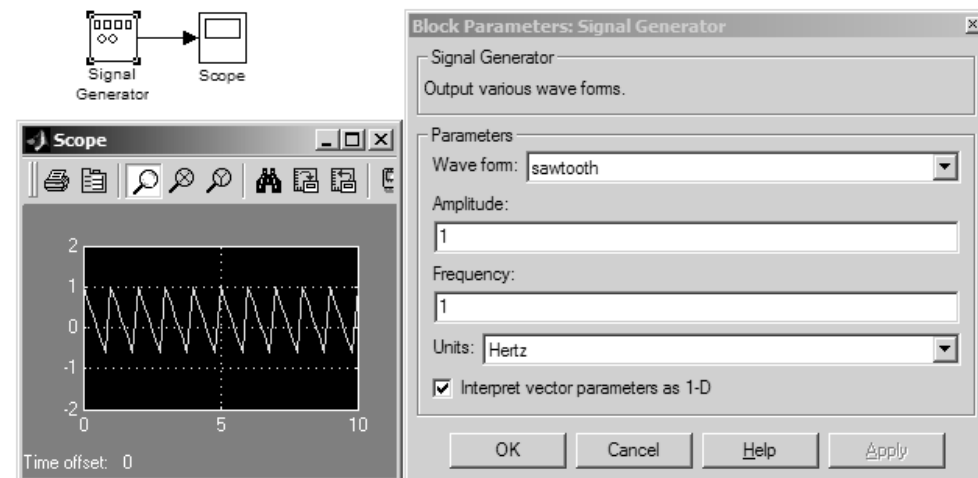 Signal
Generator
Scope
Scope
2
1
0
-1
-2
0
5
10
Time offset: 0
Block Parameters: Signal Generator
Signal Generator
Output various wave forms.
Parameters
Wave form: sawtooth
Amplitude:
1
Frequency:
1
Units: Hertz
Interpret vector parameters as 1-D
OK
Cancel
Help
Apply